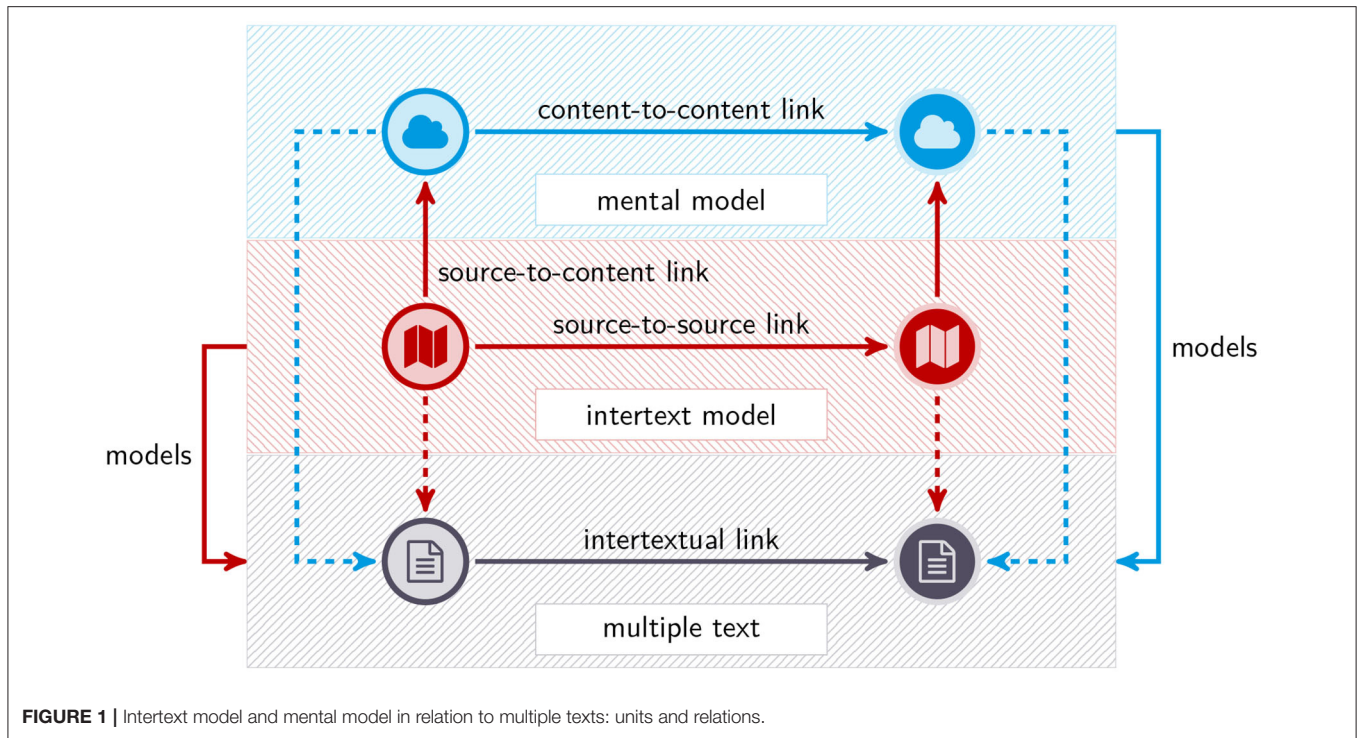 content-to-content link
mental model
source-to-content link
source-to-source link
models
intertext model
models
intertextual link
multiple text
FIGURE 1 | Intertext model and mental model in relation to multiple texts: units and relations.